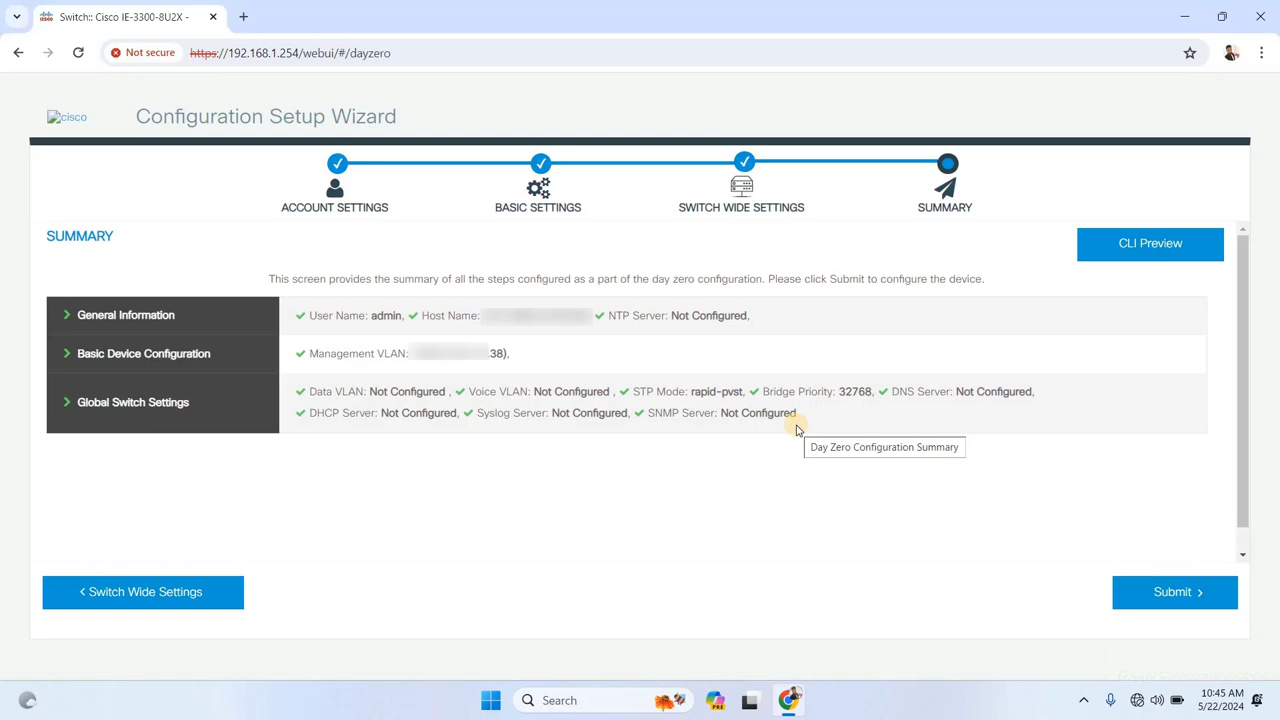 Switch:: Cisco IE-3300-8U2X -
Not secure https://192.168.1.254/webui/#/dayzero
cisco Configuration Setup Wizard
ACCOUNT SETTINGS BASIC SETTINGS SWITCH WIDE SETTINGS SUMMARY
SUMMARY
CLI Preview
This screen provides the summary of all the steps configured as a part of the day zero configuration. Please click Submit to configure the device.
General Information
User Name: admin, Host Name: NTP Server: Not Configured,
Basic Device Configuration
Management VLAN: .38),
Global Switch Settings
Data VLAN: Not Configured , Voice VLAN: Not Configured , STP Mode: rapid-pvst, Bridge Priority: 32768, DNS Server: Not Configured,
DHCP Server: Not Configured, Syslog Server: Not Configured, SNMP Server: Not Configured
Day Zero Configuration Summary
< Switch Wide Settings
Submit >
Search
PRE
10:45 AM
5/22/2024